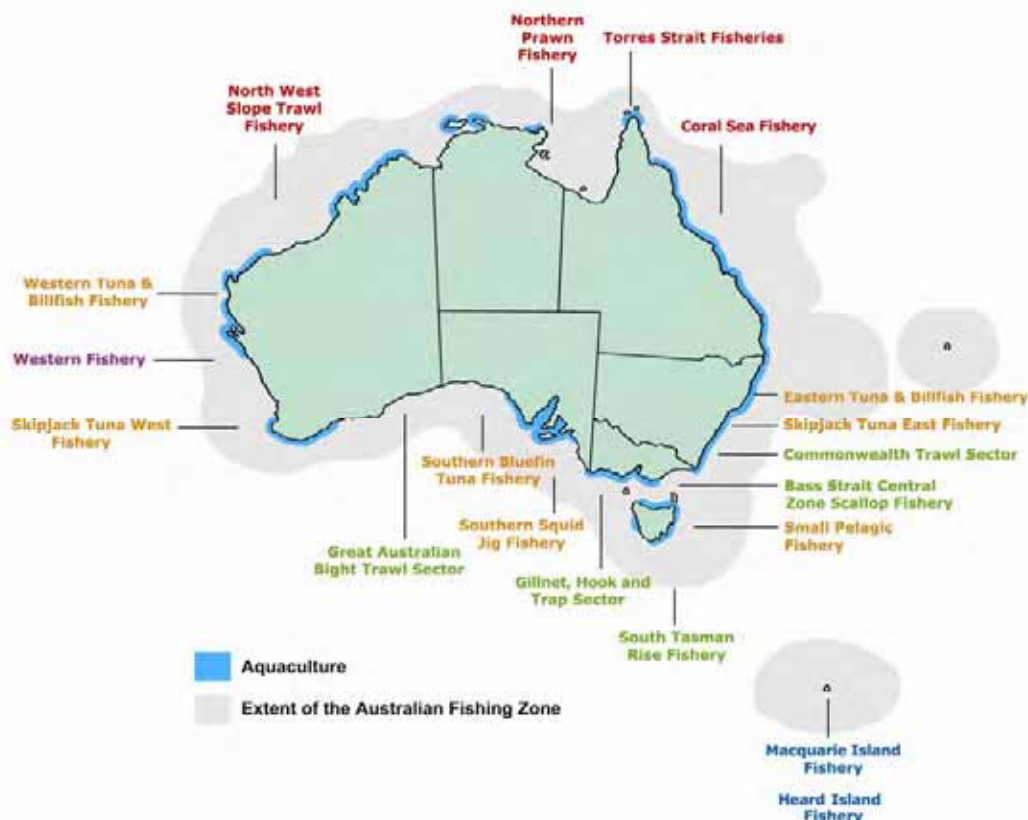 Northern
Prawn
Fishery
Torres Strait Fisheries
North West
Slope Trawl
Fishery
Coral Sea Fishery
Western Tuna &
Billfish Fishery
Western Fishery
Skipjack Tuna West
Fishery
Eastern Tuna & Billfish Fishery
Skipjack Tuna East Fishery
Commonwealth Trawl Sector
Southern Bluefin
Tuna Fishery
Bass Strait Central
Zone Scallop Fishery
Southern Squid
Jig Fishery
Small Pelagic
Fishery
Great Australian
Bight Trawl Sector
Gillnet, Hook and
Trap Sector
South Tasman
Rise Fishery
Aquaculture
Extent of the Australian Fishing Zone
Macquarie Island
Fishery
Heard Island
Fishery